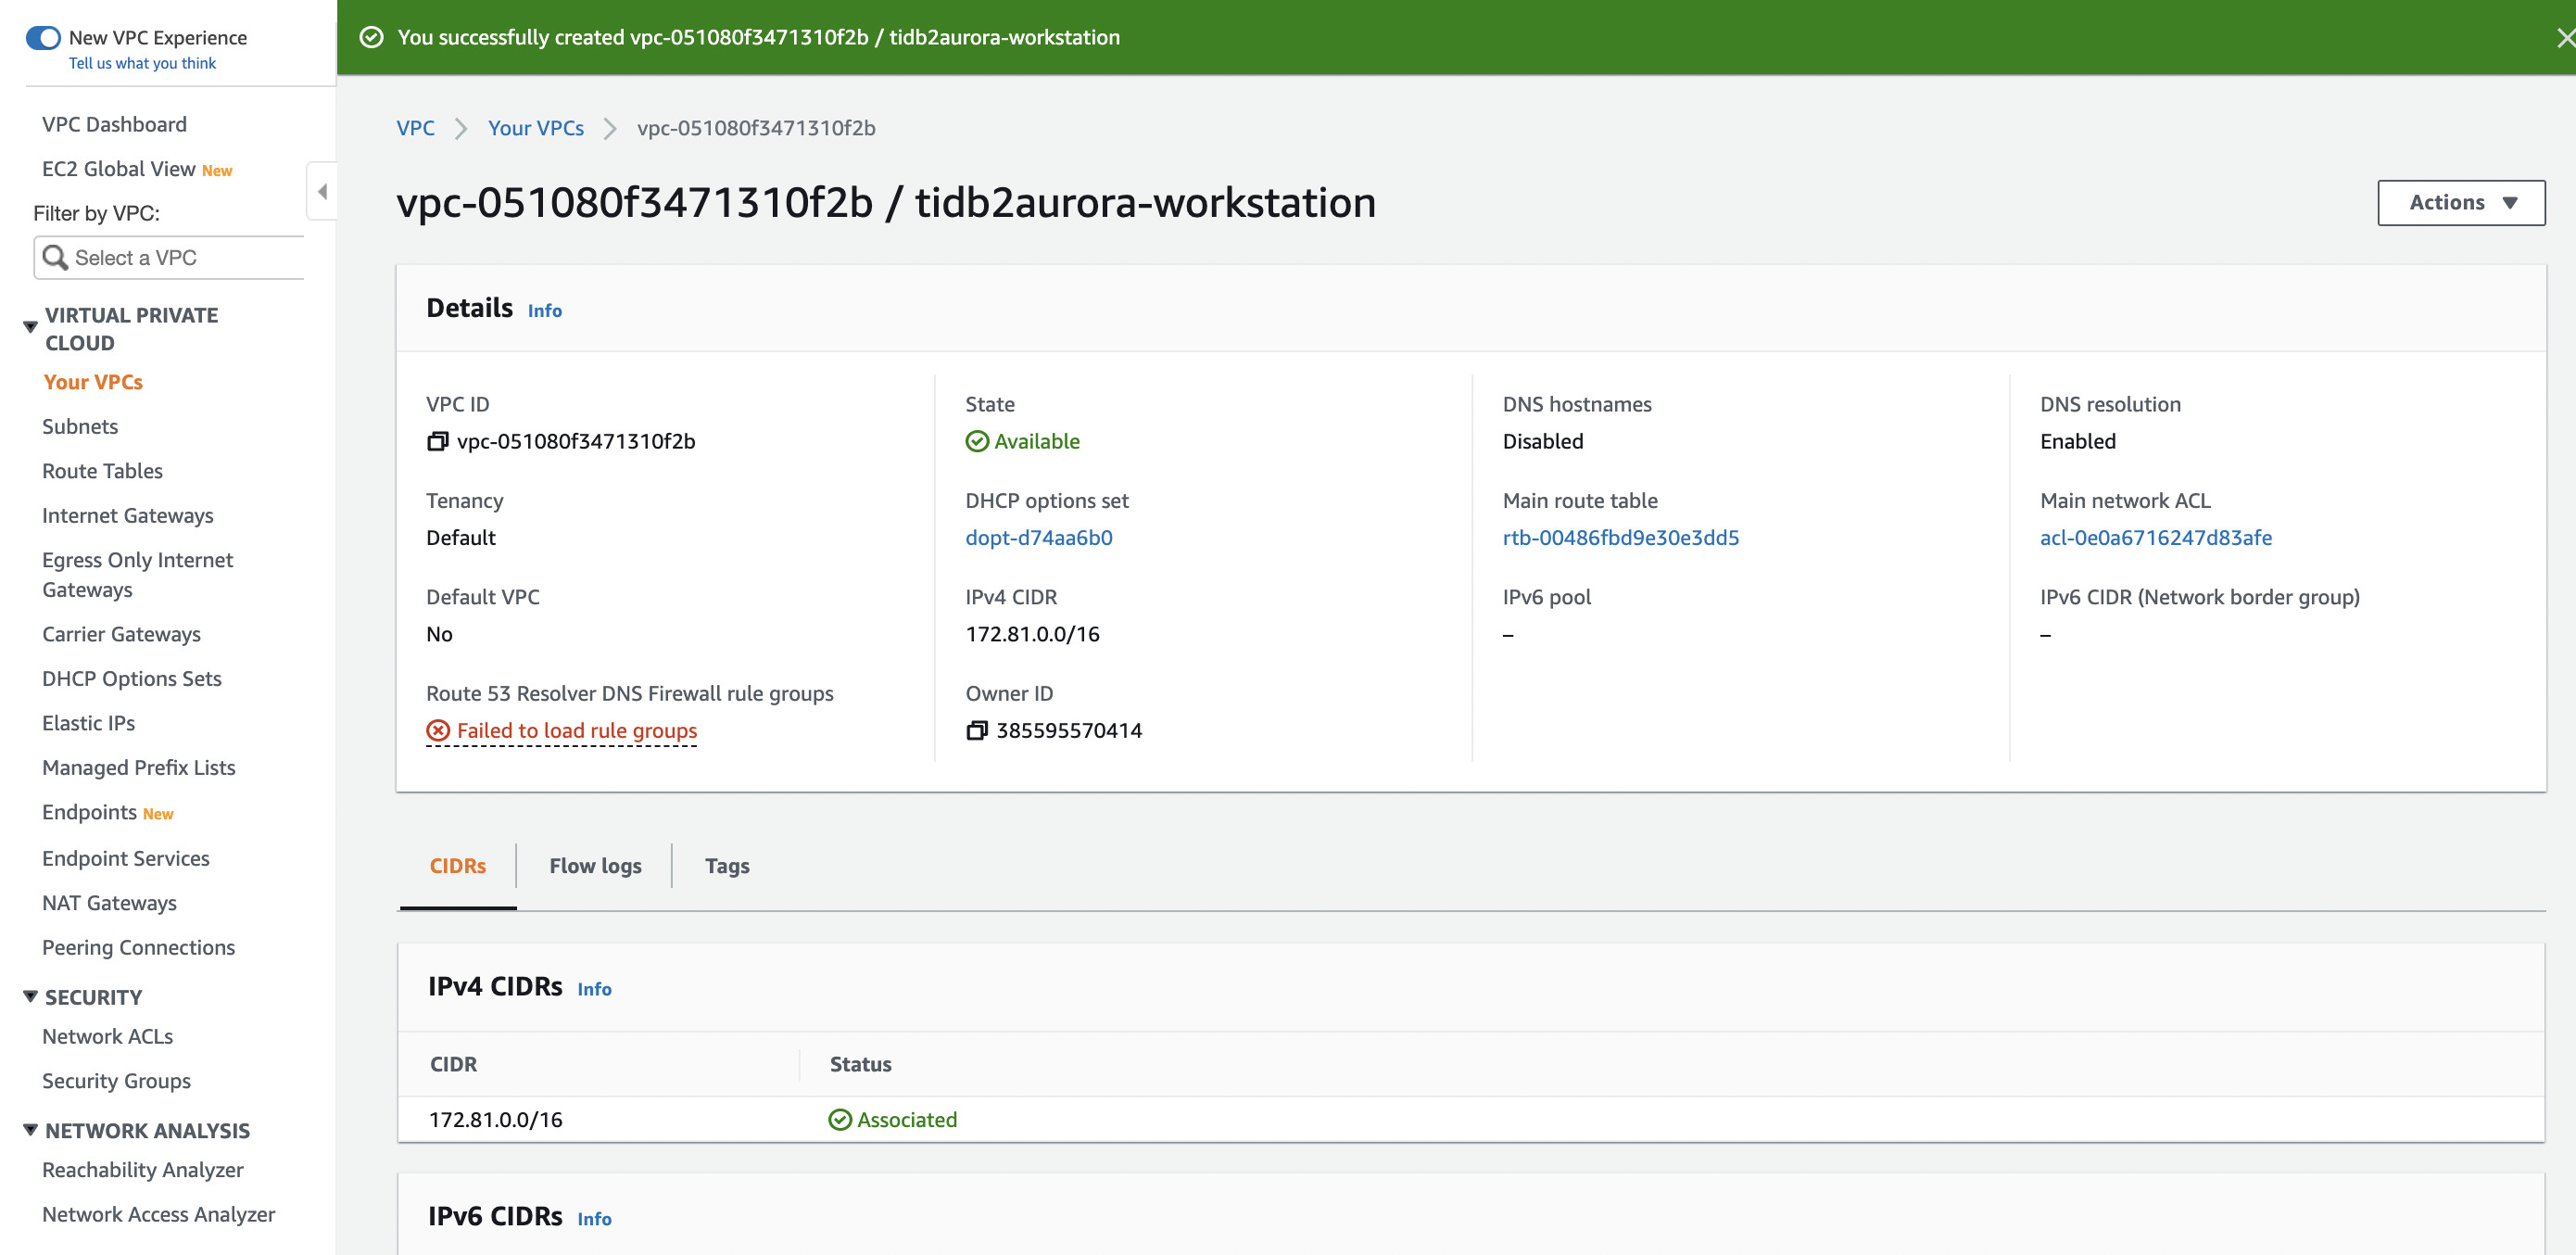 New VPC Experience
Tell us what you think
VPC Dashboard
EC2 Global View New
Filter by VPC:
Select a VPC
VIRTUAL PRIVATE
CLOUD
Your VPCs
Subnets
Route Tables
Internet Gateways
Egress Only Internet
Gateways
Carrier Gateways
DHCP Options Sets
Elastic IPs
Managed Prefix Lists
Endpoints New
Endpoint Services
NAT Gateways
Peering Connections
SECURITY
Network ACLs
Security Groups
NETWORK ANALYSIS
Reachability Analyzer
Network Access Analyzer
You successfully created vpc-051080f3471310f2b / tidb2aurora-workstation
VPC > Your VPCs > vpc-051080f3471310f2b
vpc-051080f3471310f2b / tidb2aurora-workstation
Actions
Details Info
VPC ID
vpc-051080f3471310f2b
State
Available
DNS hostnames
Disabled
DNS resolution
Enabled
Tenancy
Default
DHCP options set
dopt-d74aa6b0
Main route table
rtb-00486fbd9e30e3dd5
Main network ACL
acl-0e0a6716247d83afe
Default VPC
No
IPv4 CIDR
172.81.0.0/16
IPv6 pool
–
IPv6 CIDR (Network border group)
–
Route 53 Resolver DNS Firewall rule groups
Failed to load rule groups
Owner ID
385595570414
CIDRs
Flow logs
Tags
IPv4 CIDRs Info
CIDR
Status
172.81.0.0/16
Associated
IPv6 CIDRs Info